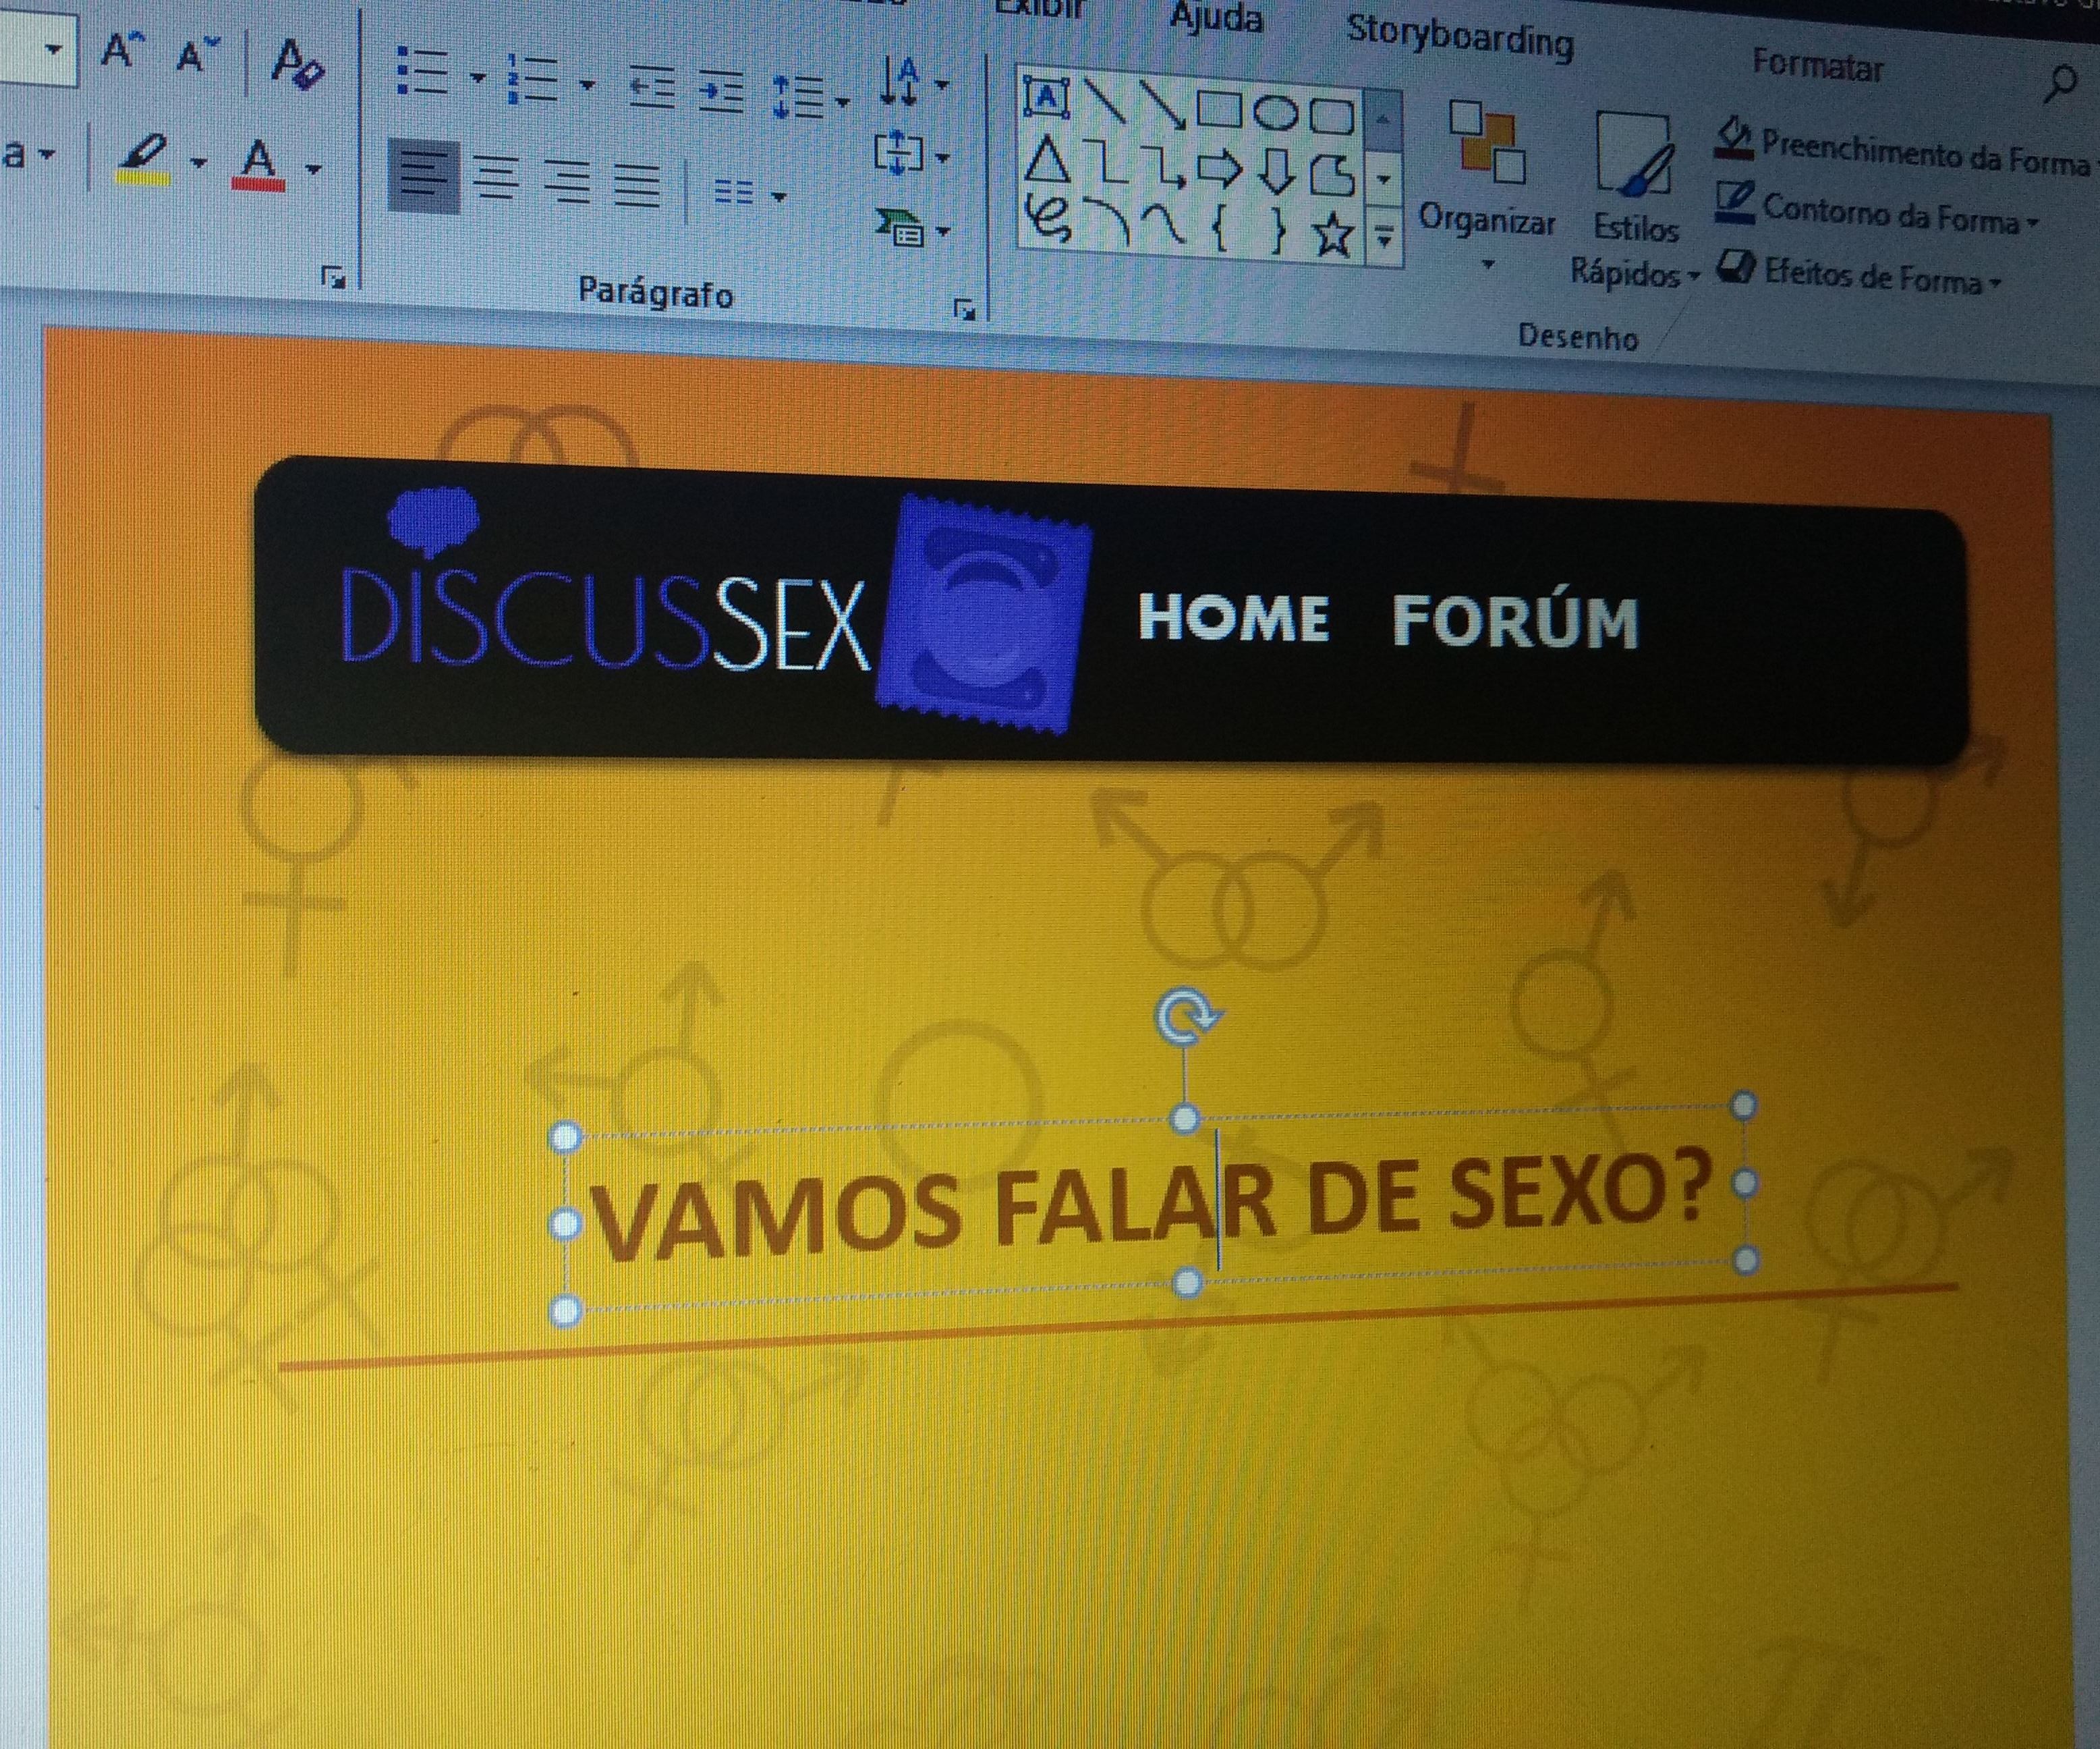 Exibir
Ajuda
Storyboarding
Formatar
A A A
a A
Parágrafo
Organizar
Estilos
Rápidos
Preenchimento da Forma
Contorno da Forma
Efeitos de Forma
Desenho
DISCUSSEX
HOME FORÚM
VAMOS FALAR DE SEXO?